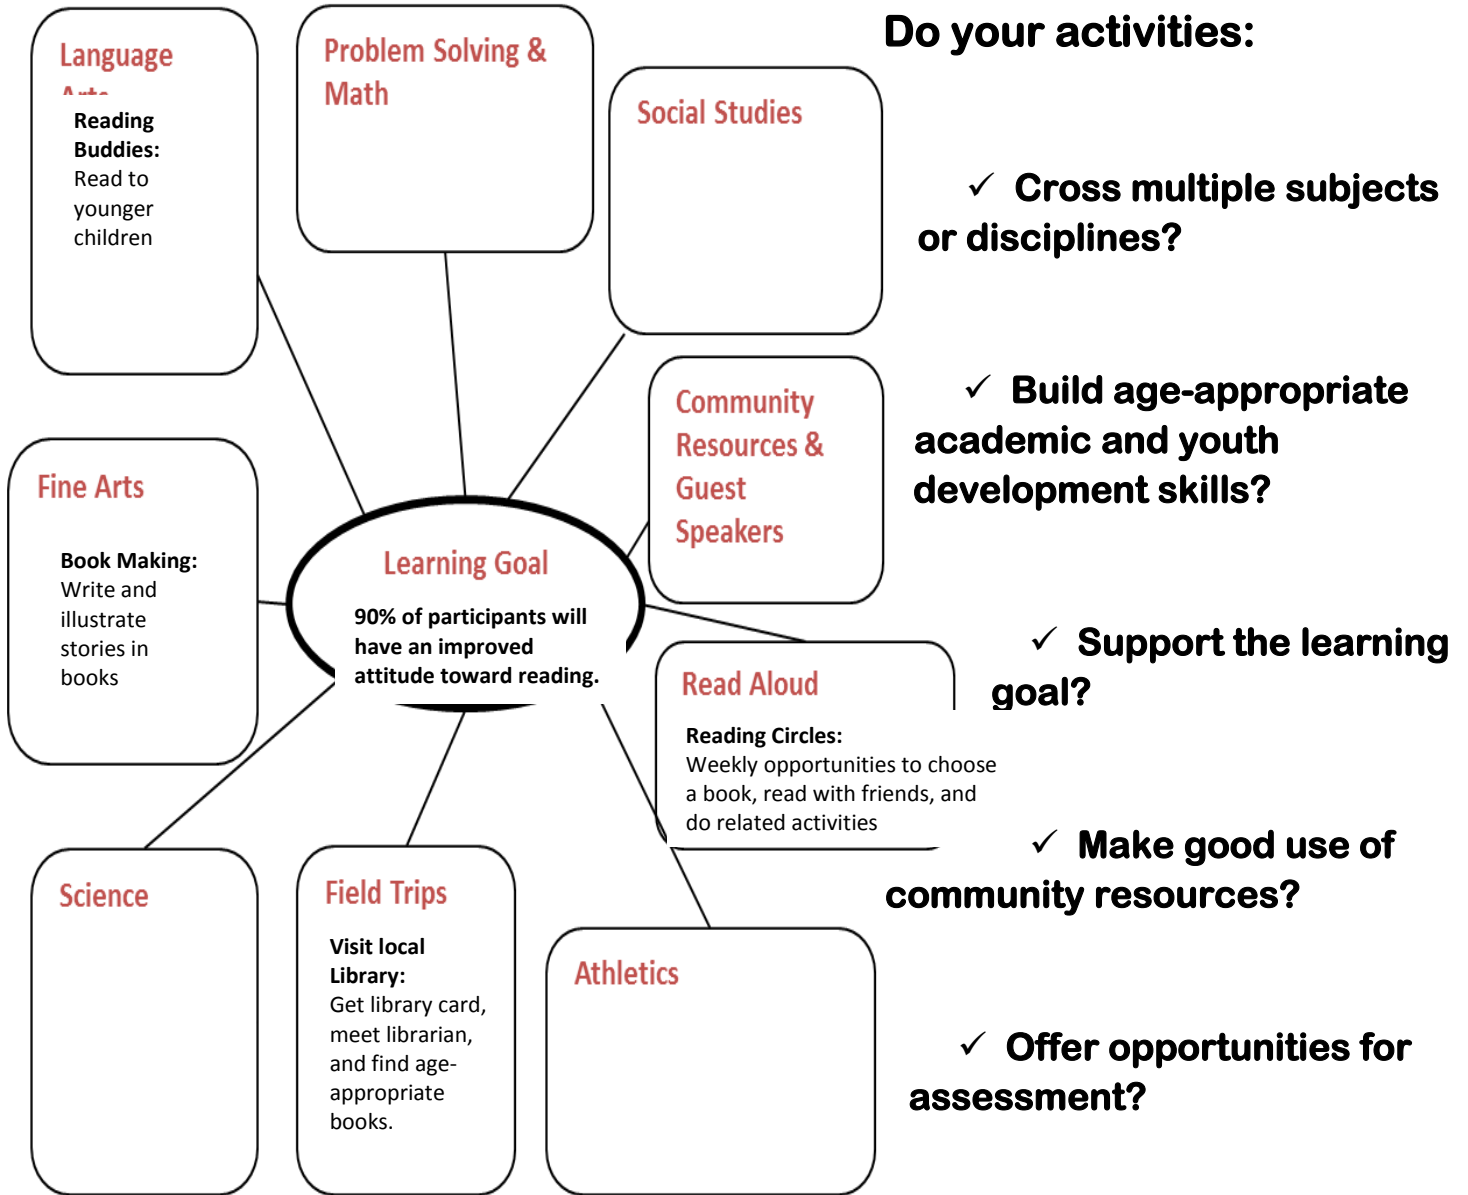 Language
Reading
Buddies:
Read to
younger
children
Problem Solving &
Math
Social Studies
Community
Resources &
Guest
Speakers
Fine Arts
Book Making:
Write and
illustrate
stories in
books
Learning Goal
90% of participants will
have an improved
attitude toward reading.
Read Aloud
Reading Circles:
Weekly opportunities to choose
a book, read with friends, and
do related activities
Science
Field Trips
Visit local
Library:
Get library card,
meet librarian,
and find age-
appropriate
books.
Athletics
Do your activities:
✓ Cross multiple subjects
or disciplines?
✓ Build age-appropriate
academic and youth
development skills?
✓ Support the learning
goal?
✓ Make good use of
community resources?
✓ Offer opportunities for
assessment?